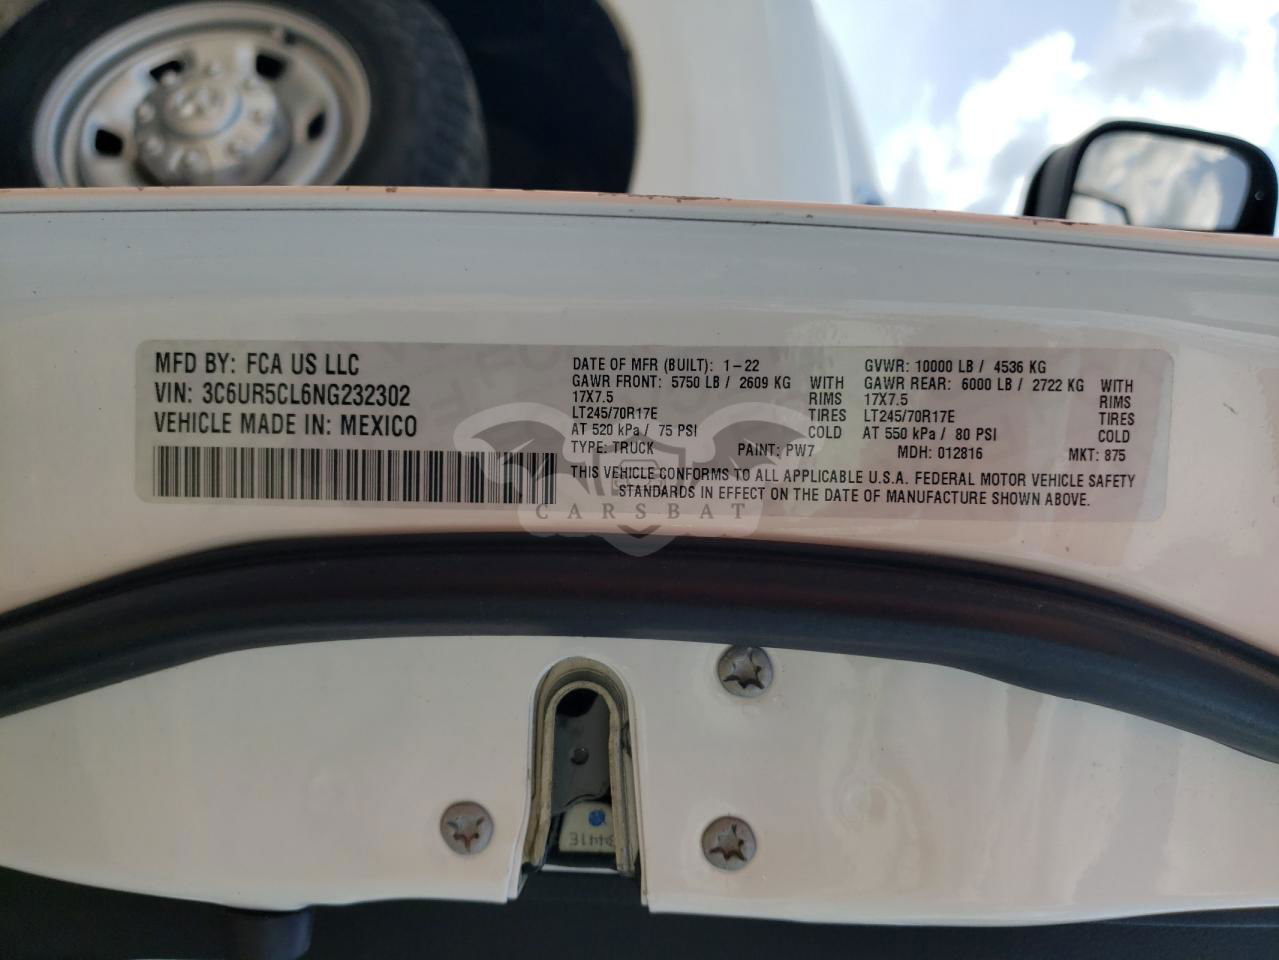 MFD BY: FCA US LLC
VIN: 3C6UR5CL6NG232302
VEHICLE MADE IN: MEXICO
DATE OF MFR (BUILT): 1-22
GAWR FRONT: 5750 LB / 2609 KG WITH
17X7.5 RIMS
LT245/70R17E TIRES
AT 520 kPa / 75 PSI COLD
GVWR: 10000 LB / 4536 KG
GAWR REAR: 6000 LB / 2722 KG WITH
17X7.5 RIMS
LT245/70R17E TIRES
AT 550 kPa / 80 PSI COLD
TYPE: TRUCK PAINT: PW7 MDH: 012816 MKT: 875
THIS VEHICLE CONFORMS TO ALL APPLICABLE U.S.A. FEDERAL MOTOR VEHICLE SAFETY
STANDARDS IN EFFECT ON THE DATE OF MANUFACTURE SHOWN ABOVE.
CARSBAT